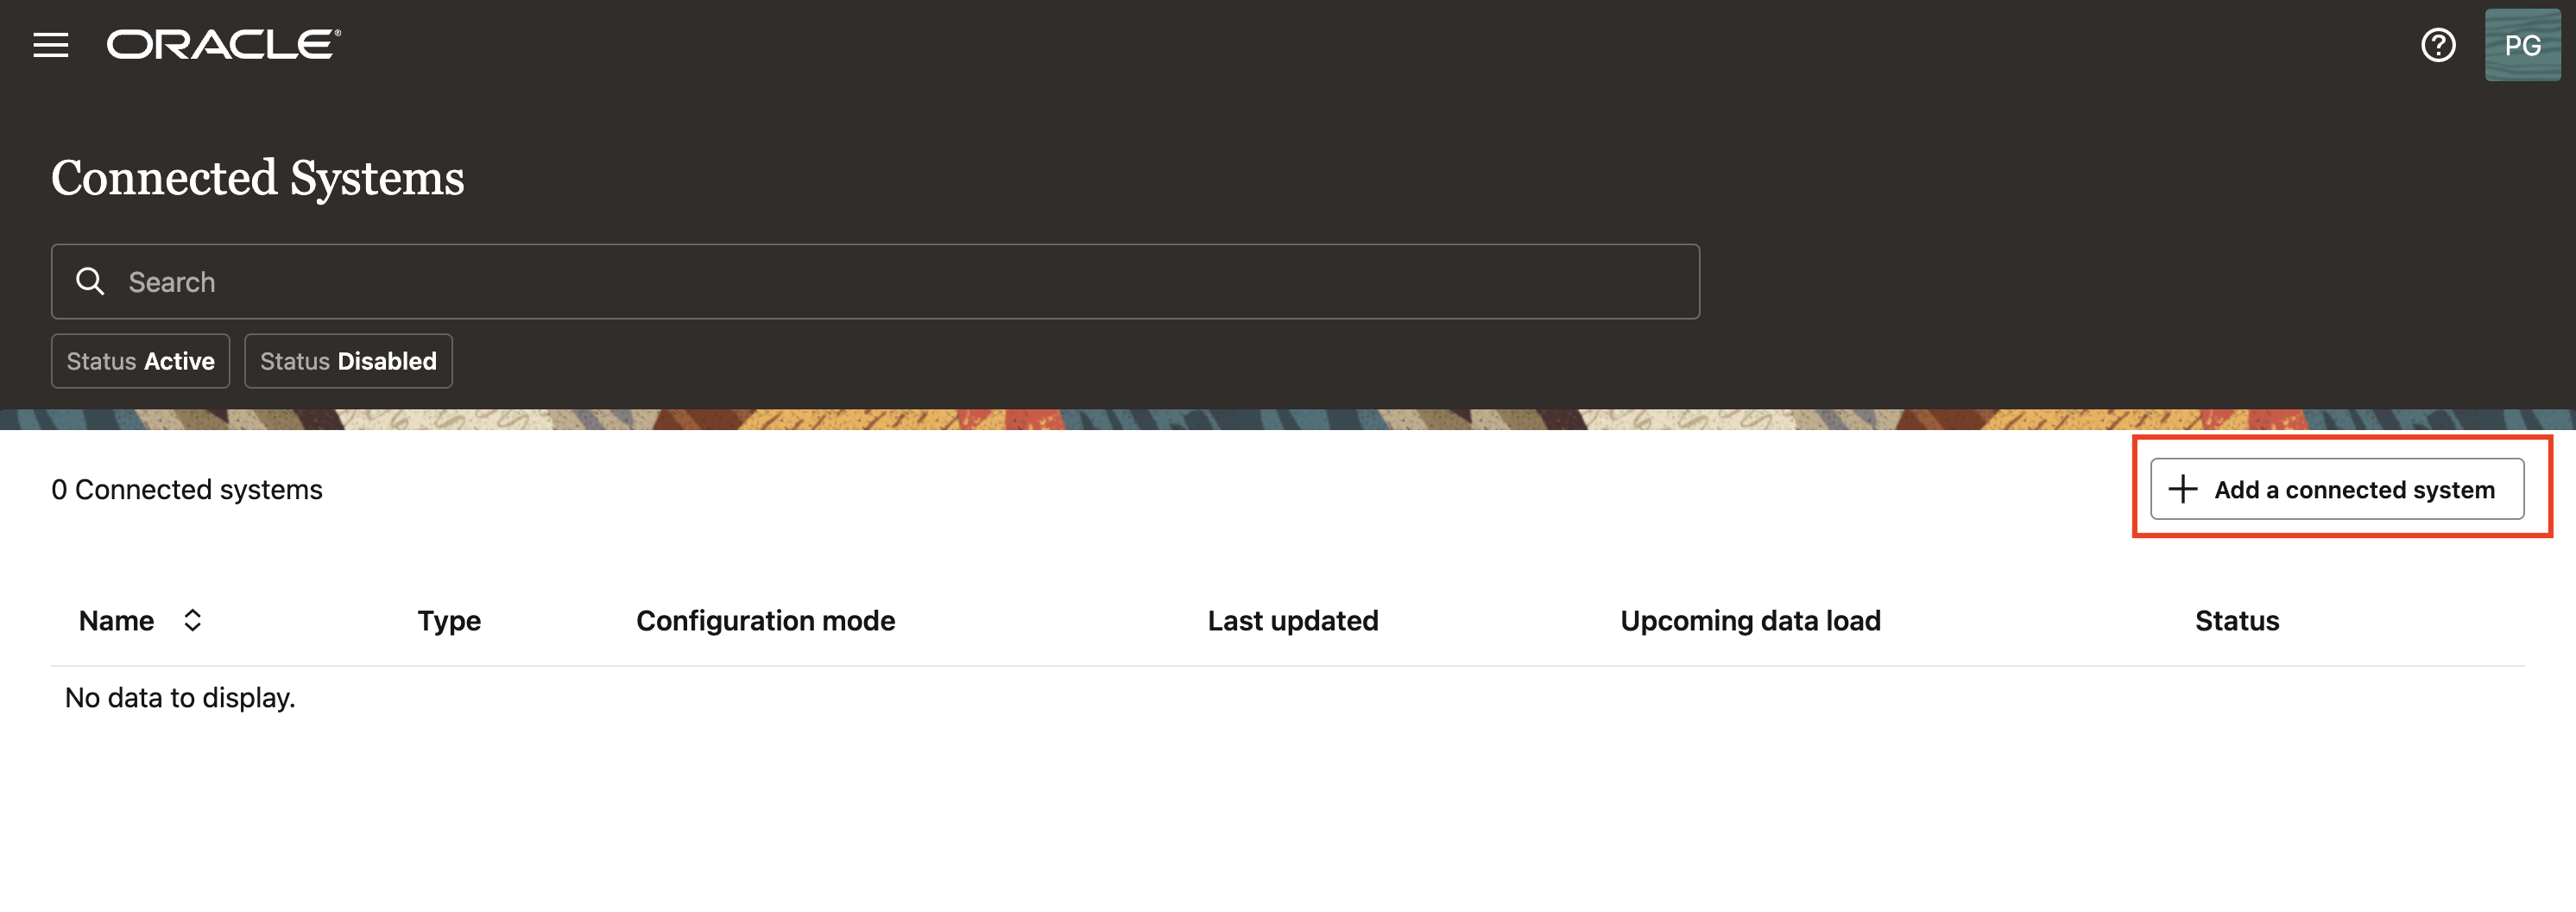 ORACLE®
PG
Connected Systems
Search
Status Active Status Disabled
0 Connected systems
Add a connected system
Name Type Configuration mode Last updated Upcoming data load Status
No data to display.